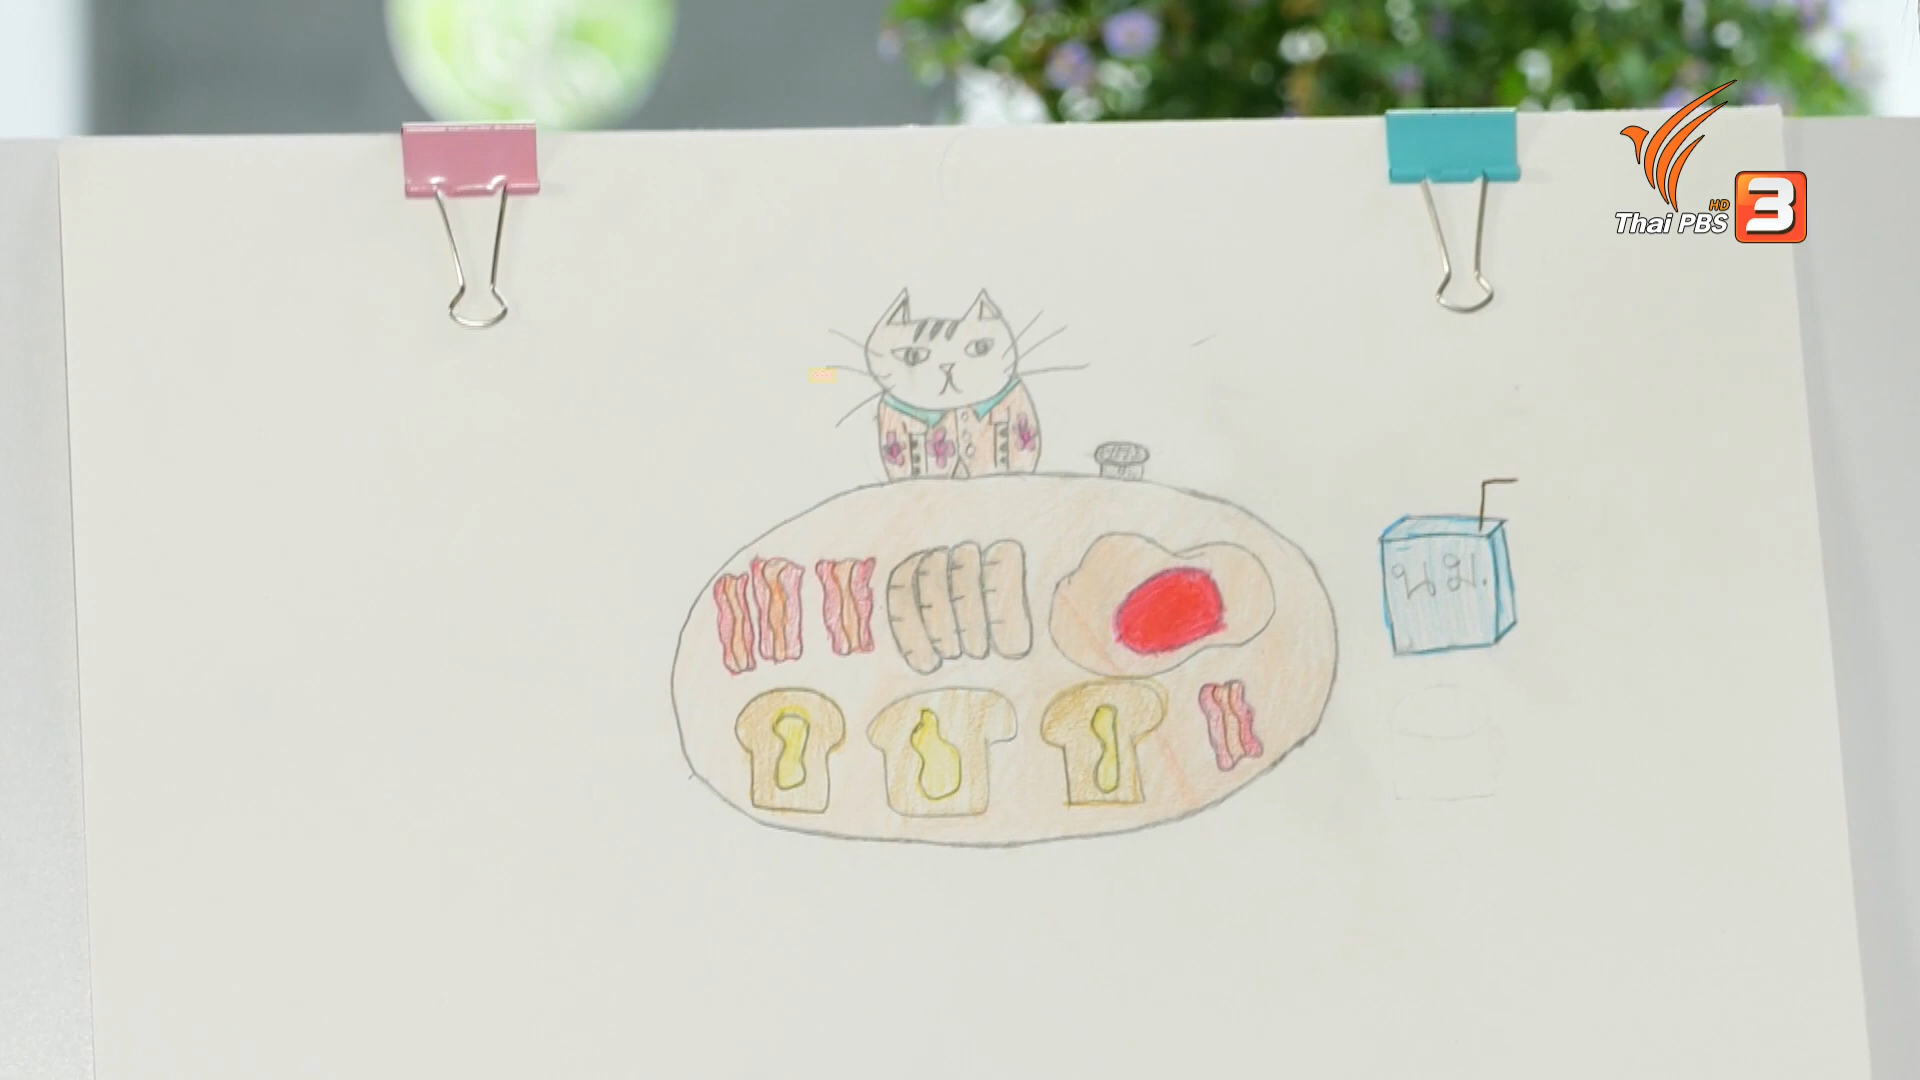 HD
Thai PBS 3
นม.